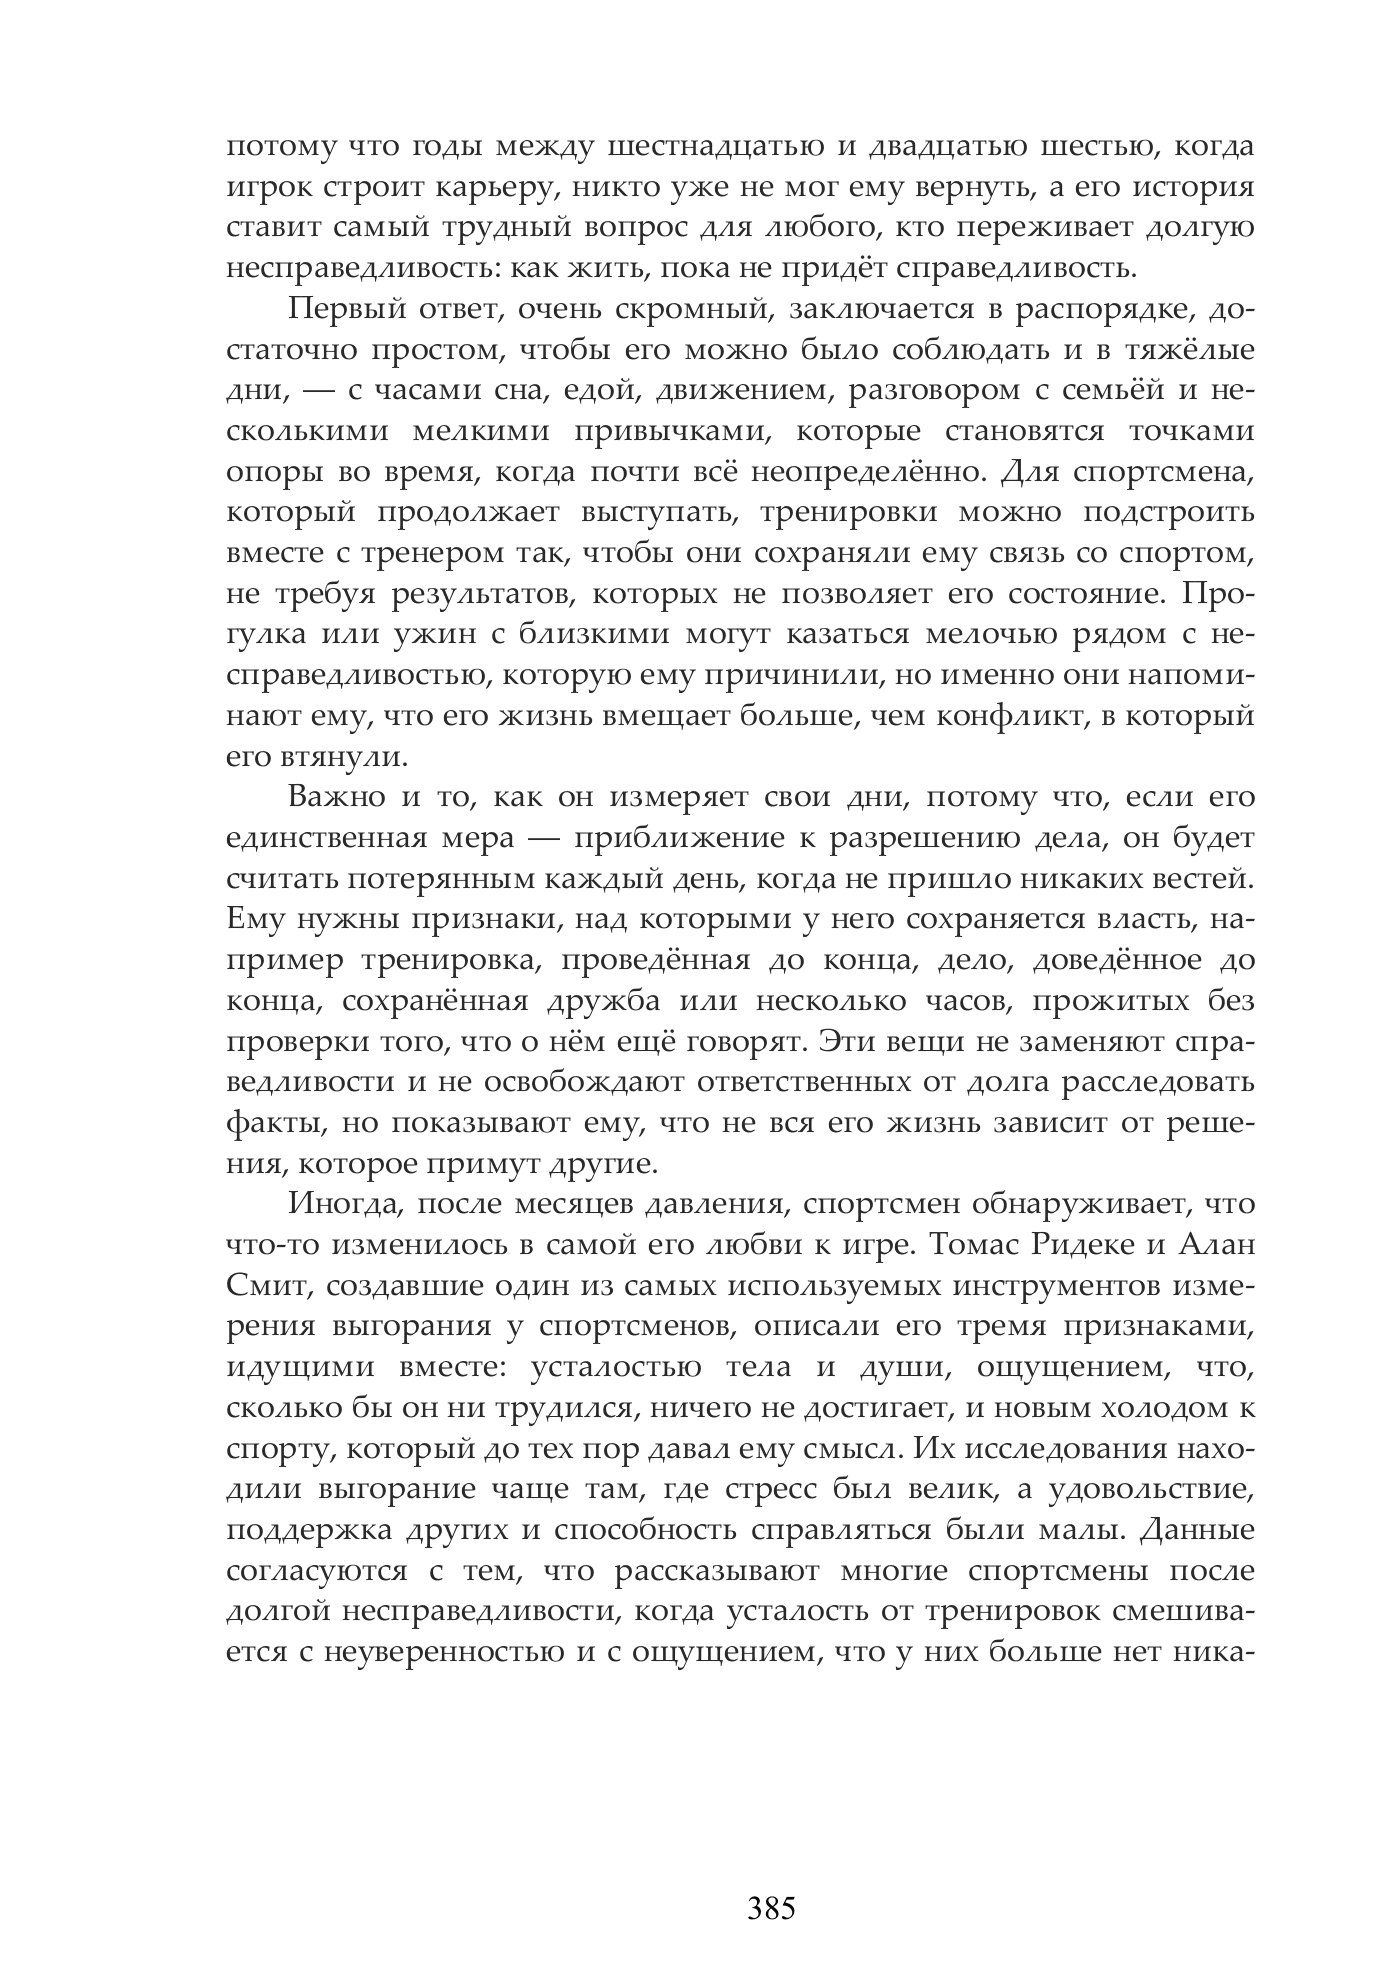 потому что годы между шестнадцатью и двадцатью шестью, когда
игрок строит карьеру, никто уже не мог ему вернуть, а его история
ставит самый трудный вопрос для любого, кто переживает долгую
несправедливость: как жить, пока не придёт справедливость.
Первый ответ, очень скромный, заключается в распорядке, до-
статочно простом, чтобы его можно было соблюдать и в тяжёлые
дни, — с часами сна, едой, движением, разговором с семьёй и не-
сколькими мелкими привычками, которые становятся точками
опоры во время, когда почти всё неопределённо. Для спортсмена,
который продолжает выступать, тренировки можно подстроить
вместе с тренером так, чтобы они сохраняли ему связь со спортом,
не требуя результатов, которых не позволяет его состояние. Про-
гулка или ужин с близкими могут казаться мелочью рядом с не-
справедливостью, которую ему причинили, но именно они напоми-
нают ему, что его жизнь вмещает больше, чем конфликт, в который
его втянули.
Важно и то, как он измеряет свои дни, потому что, если его
единственная мера — приближение к разрешению дела, он будет
считать потерянным каждый день, когда не пришло никаких вестей.
Ему нужны признаки, над которыми у него сохраняется власть, на-
пример тренировка, проведённая до конца, дело, доведённое до
конца, сохранённая дружба или несколько часов, прожитых без
проверки того, что о нём ещё говорят. Эти вещи не заменяют спра-
ведливости и не освобождают ответственных от долга расследовать
факты, но показывают ему, что не вся его жизнь зависит от реше-
ния, которое примут другие.
Иногда, после месяцев давления, спортсмен обнаруживает, что
что-то изменилось в самой его любви к игре. Томас Ридеке и Алан
Смит, создавшие один из самых используемых инструментов изме-
рения выгорания у спортсменов, описали его тремя признаками,
идущими вместе: усталостью тела и души, ощущением, что,
сколько бы он ни трудился, ничего не достигает, и новым холодом к
спорту, который до тех пор давал ему смысл. Их исследования нахо-
дили выгорание чаще там, где стресс был велик, а удовольствие,
поддержка других и способность справляться были малы. Данные
согласуются с тем, что рассказывают многие спортсмены после
долгой несправедливости, когда усталость от тренировок смешива-
ется с неуверенностью и с ощущением, что у них больше нет ника-
385